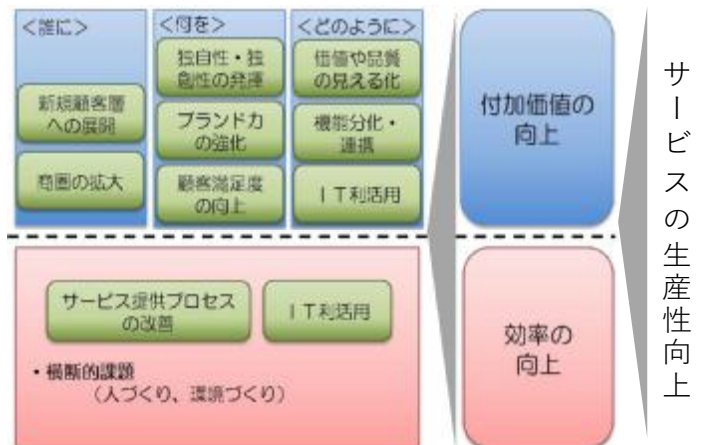 <誰に>
新規顧客層
への展開
商圏の拡大
<何を>
独自性・独
創性の発揮
ブランド力
の強化
顧客満足度
の向上
<どのように>
価値や品質
の見える化
機能分化・
連携
IT利活用
付加価値の
向上
サービス提供プロセス
の改善
IT利活用
・横断的課題
(人づくり、環境づくり)
効率の
向上
サービスの生産性向上